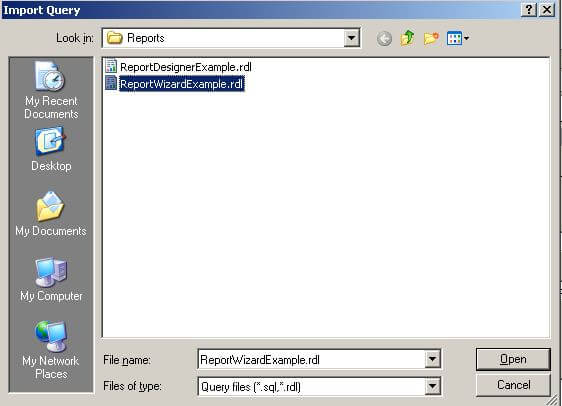 Import Query
Look in: Reports
My Recent
Documents
Desktop
My Documents
My Computer
My Network
Places
ReportDesignerExample.rdl
ReportWizardExample.rdl
File name: ReportWizardExample.rdl Open
Files of type: Query files (*.sql,*.rdl) Cancel